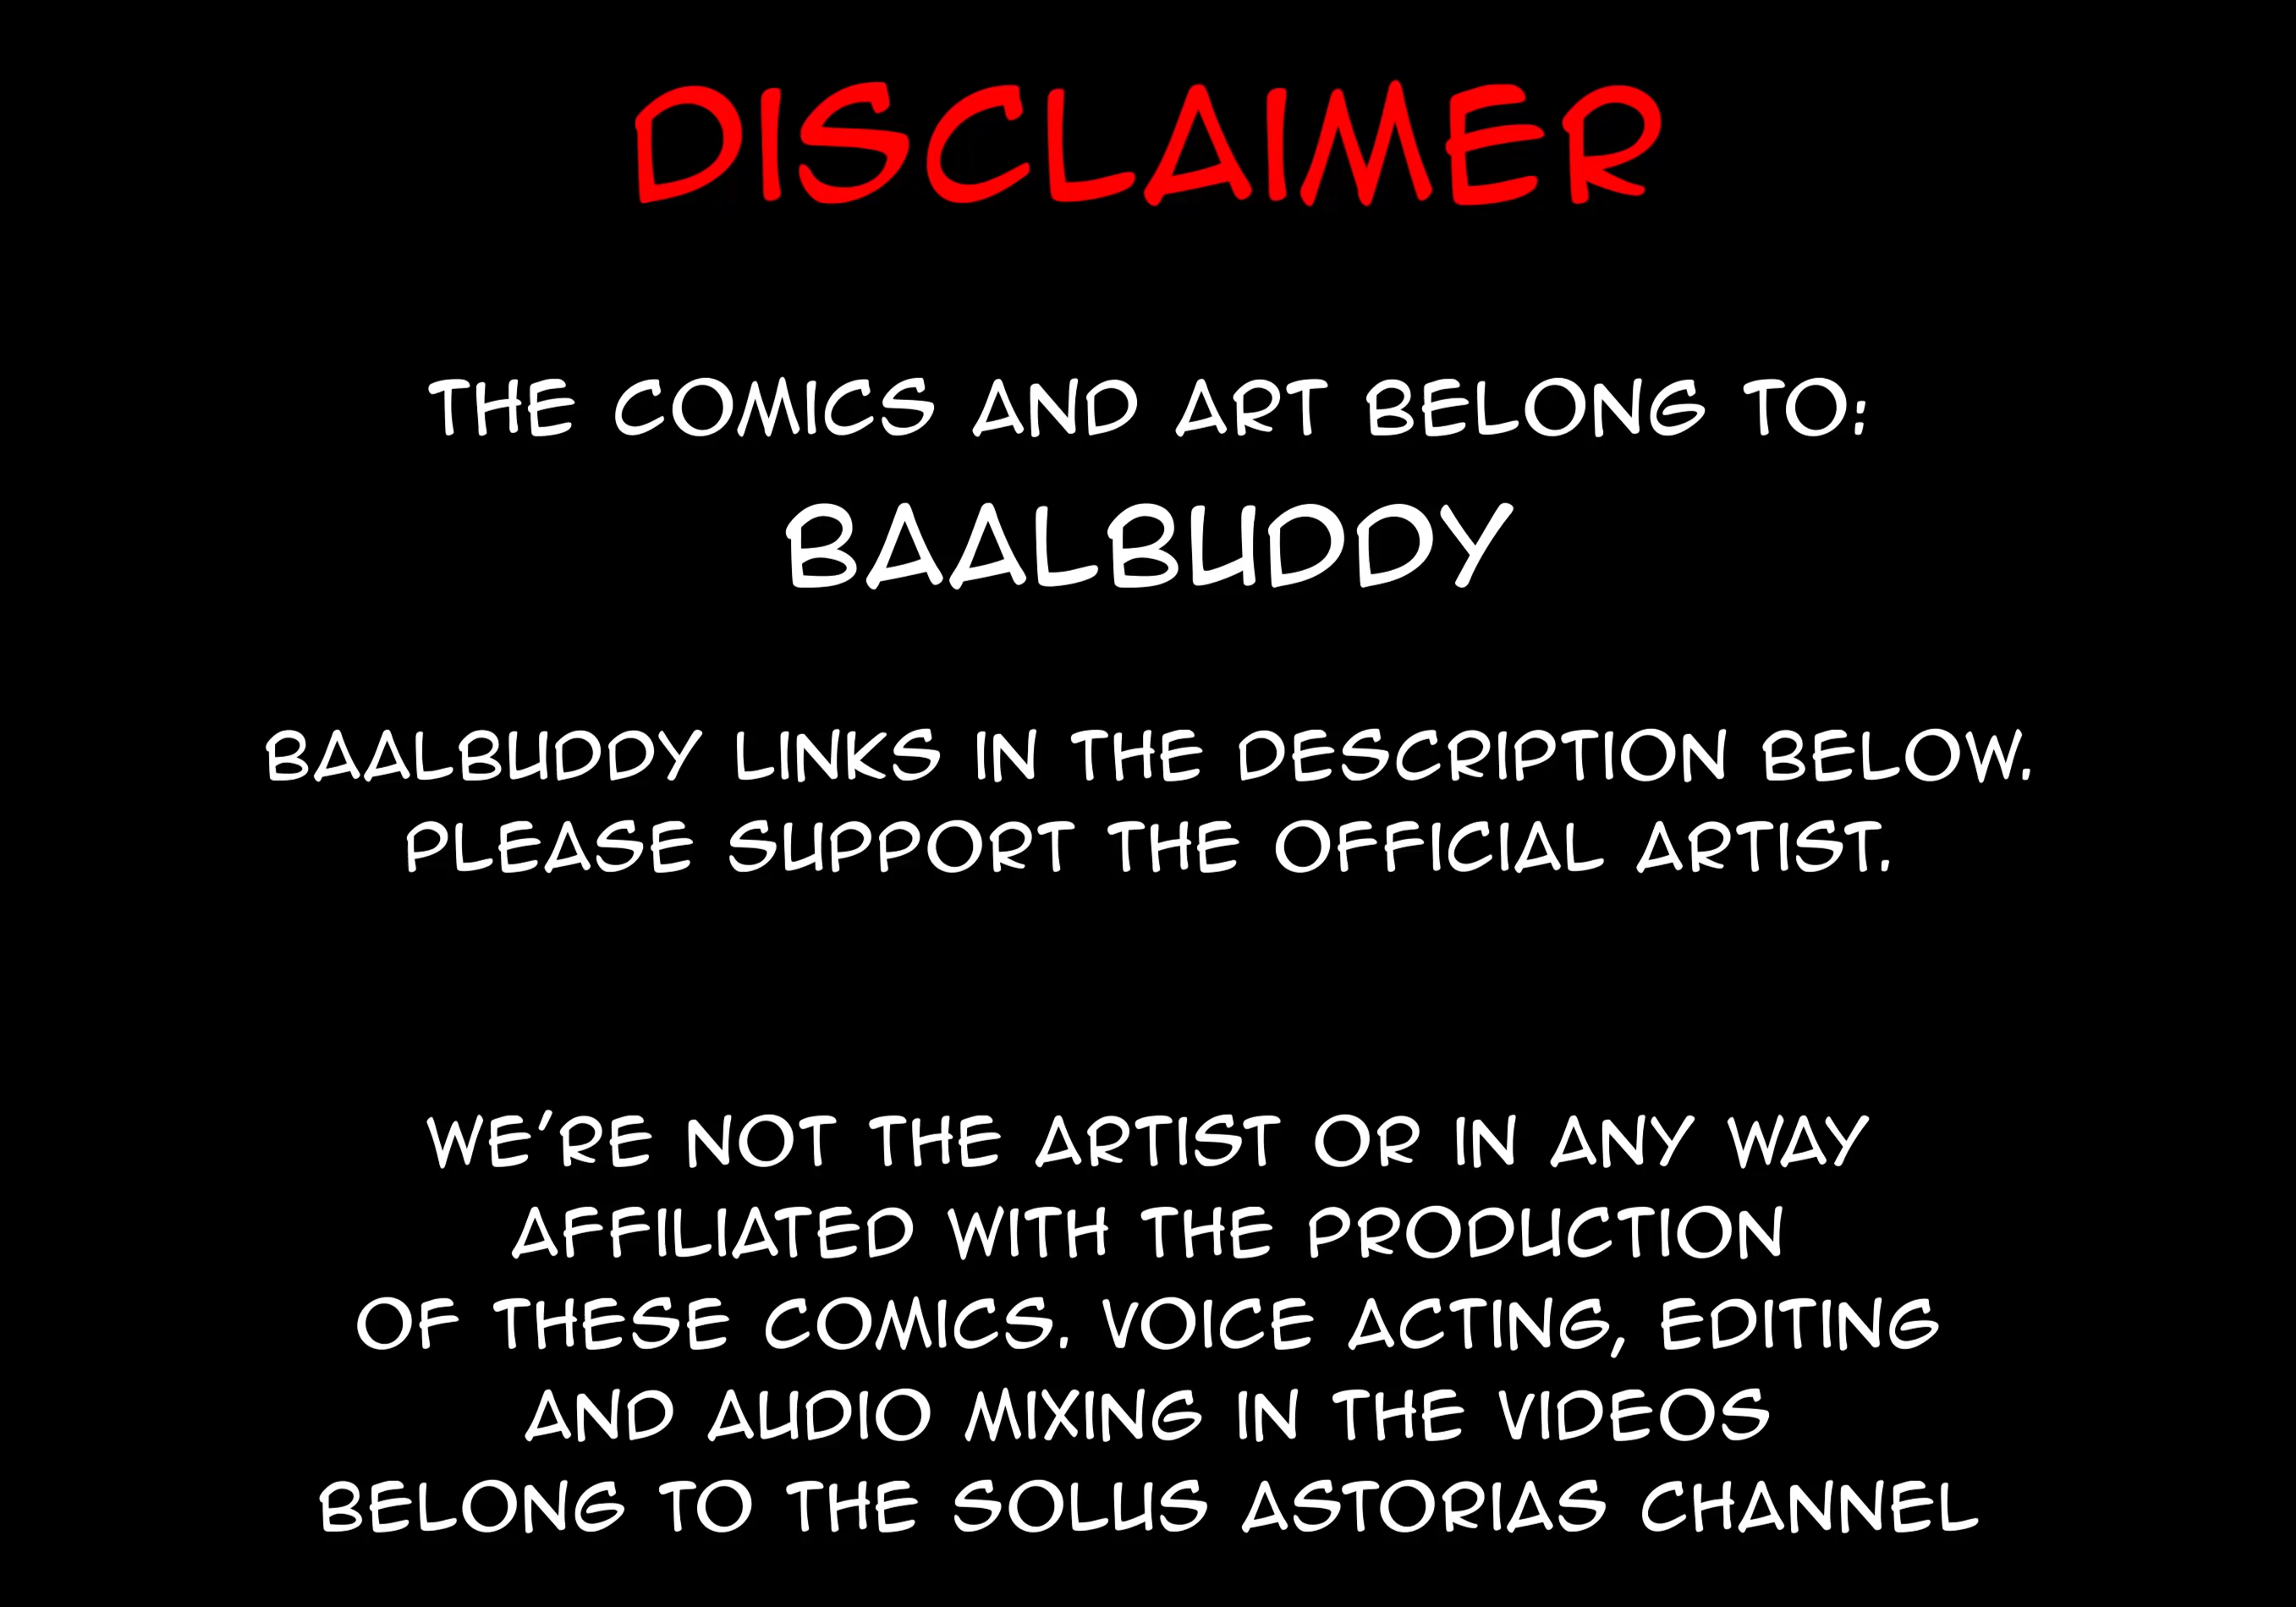 DISCLAIMER
THE COMICS AND ART BELONG TO:
BAALBUDDY
BAALBUDDY LINKS IN THE DESCRIPTION BELOW.
PLEASE SUPPORT THE OFFICIAL ARTIST.
WE'RE NOT THE ARTIST OR IN ANY WAY
AFFILIATED WITH THE PRODUCTION
OF THESE COMICS. VOICE ACTING, EDITING
AND AUDIO MIXING IN THE VIDEOS
BELONG TO THE SOLUS ASTORIAS CHANNEL